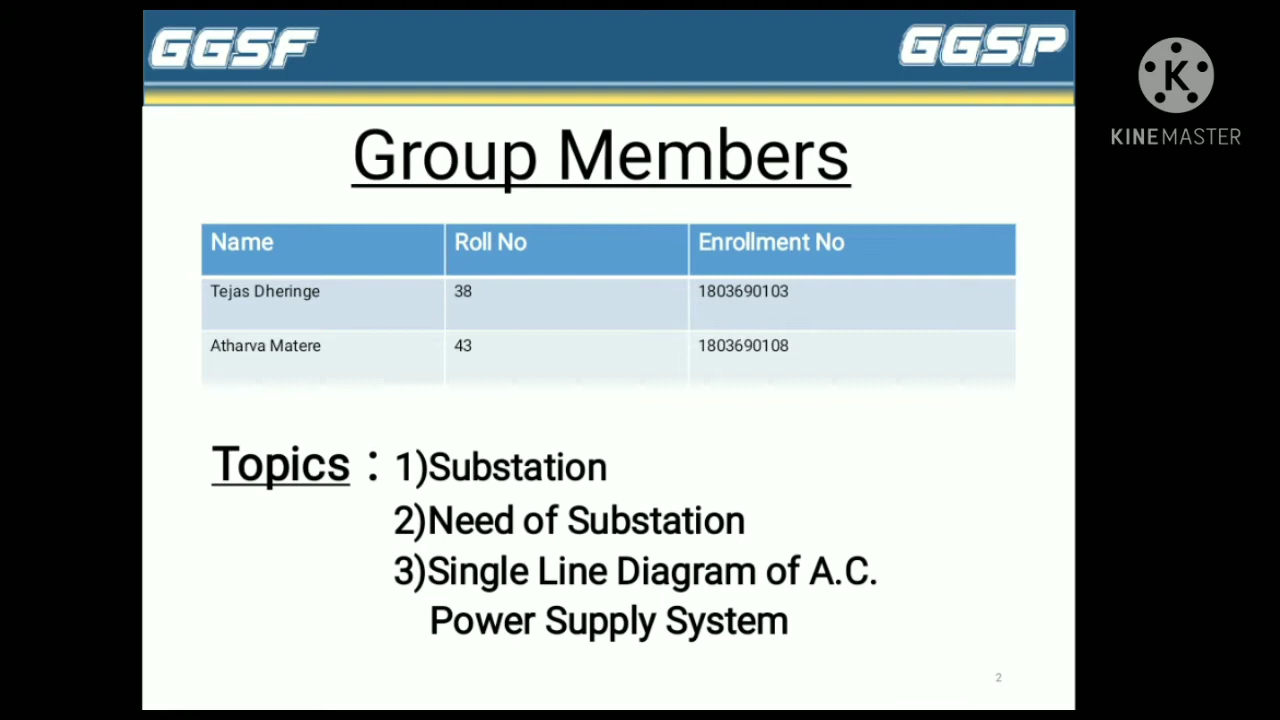 GGSF
GGSP
K
KINEMASTER
Group Members
Name Roll No Enrollment No
Tejas Dheringe 38 1803690103
Atharva Matere 43 1803690108
Topics : 1)Substation
2)Need of Substation
3)Single Line Diagram of A.C.
Power Supply System
2